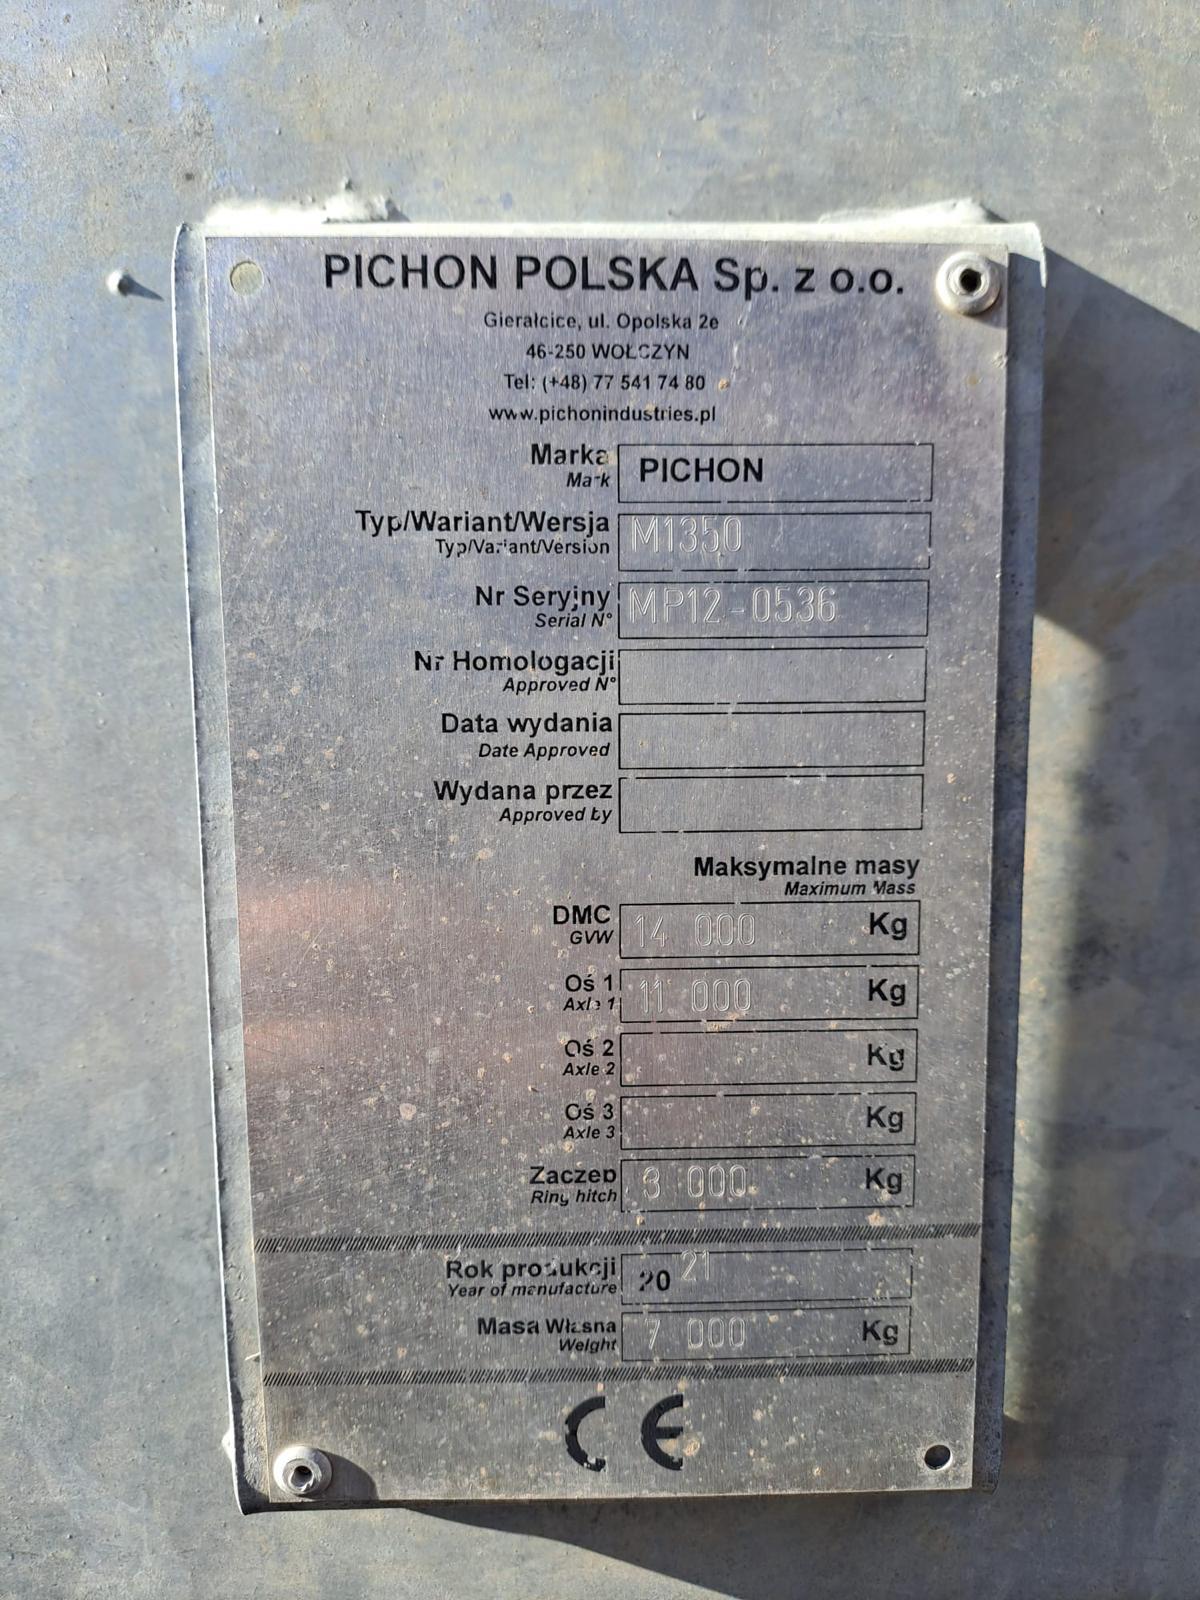 PICHON POLSKA Sp. z o.o.
Gierałcice, ul. Opolska 2e
46-250 WOŁCZYN
Tel: (+48) 77 541 74 80
www.pichonindustries.pl
Marka
Mark
PICHON
Typ/Wariant/Wersja
Typ/Variant/Version
M1350
Nr Seryjny
Serial N°
MP12-0536
Nr Homologacji
Approved N°
Data wydania
Date Approved
Wydana przez
Approved by
Maksymalne masy
Maximum Mass
DMC
GVW
14 000 Kg
Oś 1
Axle 1
11 000 Kg
Oś 2
Axle 2
Kg
Oś 3
Axle 3
Kg
Zaczep
Ring hitch
3 000 Kg
Rok produkcji
Year of manufacture
2021
Masa Własna
Weight
7 000 Kg
CE